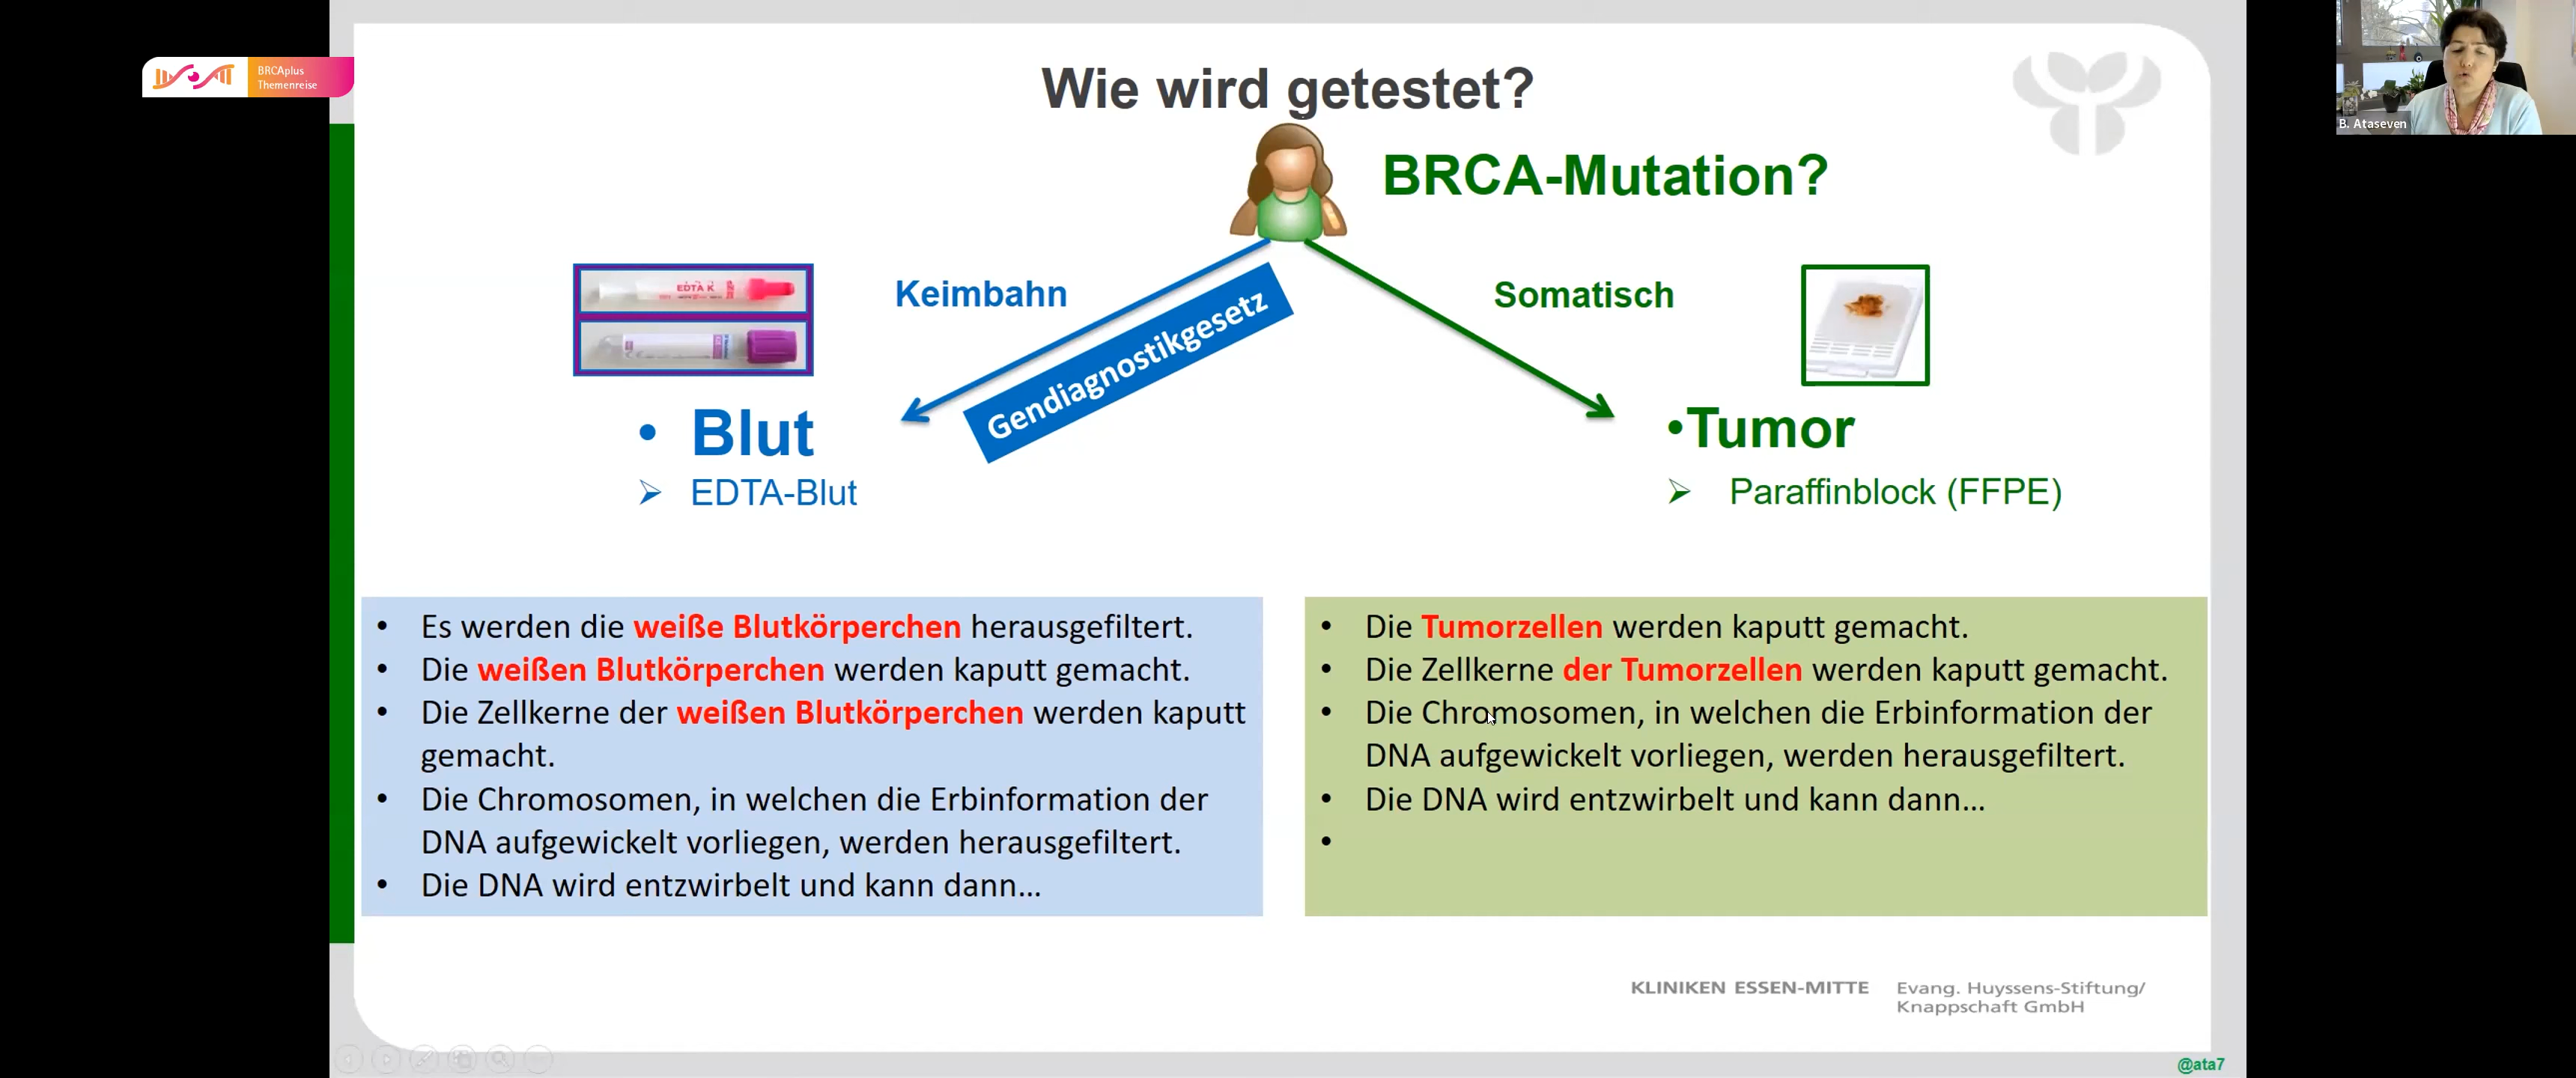 BRCAplus
Themenreise
Wie wird getestet?
B. Ataseven
BRCA-Mutation?
EDTA K
Keimbahn
Gendiagnostikgesetz
Somatisch
• Blut
➢ EDTA-Blut
•Tumor
➢ Paraffinblock (FFPE)
• Es werden die weiße Blutkörperchen herausgefiltert.
• Die weißen Blutkörperchen werden kaputt gemacht.
• Die Zellkerne der weißen Blutkörperchen werden kaputt
gemacht.
• Die Chromosomen, in welchen die Erbinformation der
DNA aufgewickelt vorliegen, werden herausgefiltert.
• Die DNA wird entzwirbelt und kann dann…
• Die Tumorzellen werden kaputt gemacht.
• Die Zellkerne der Tumorzellen werden kaputt gemacht.
• Die Chromosomen, in welchen die Erbinformation der
DNA aufgewickelt vorliegen, werden herausgefiltert.
• Die DNA wird entzwirbelt und kann dann…
•
KLINIKEN ESSEN-MITTE
Evang. Huyssens-Stiftung/
Knappschaft GmbH
@ata7